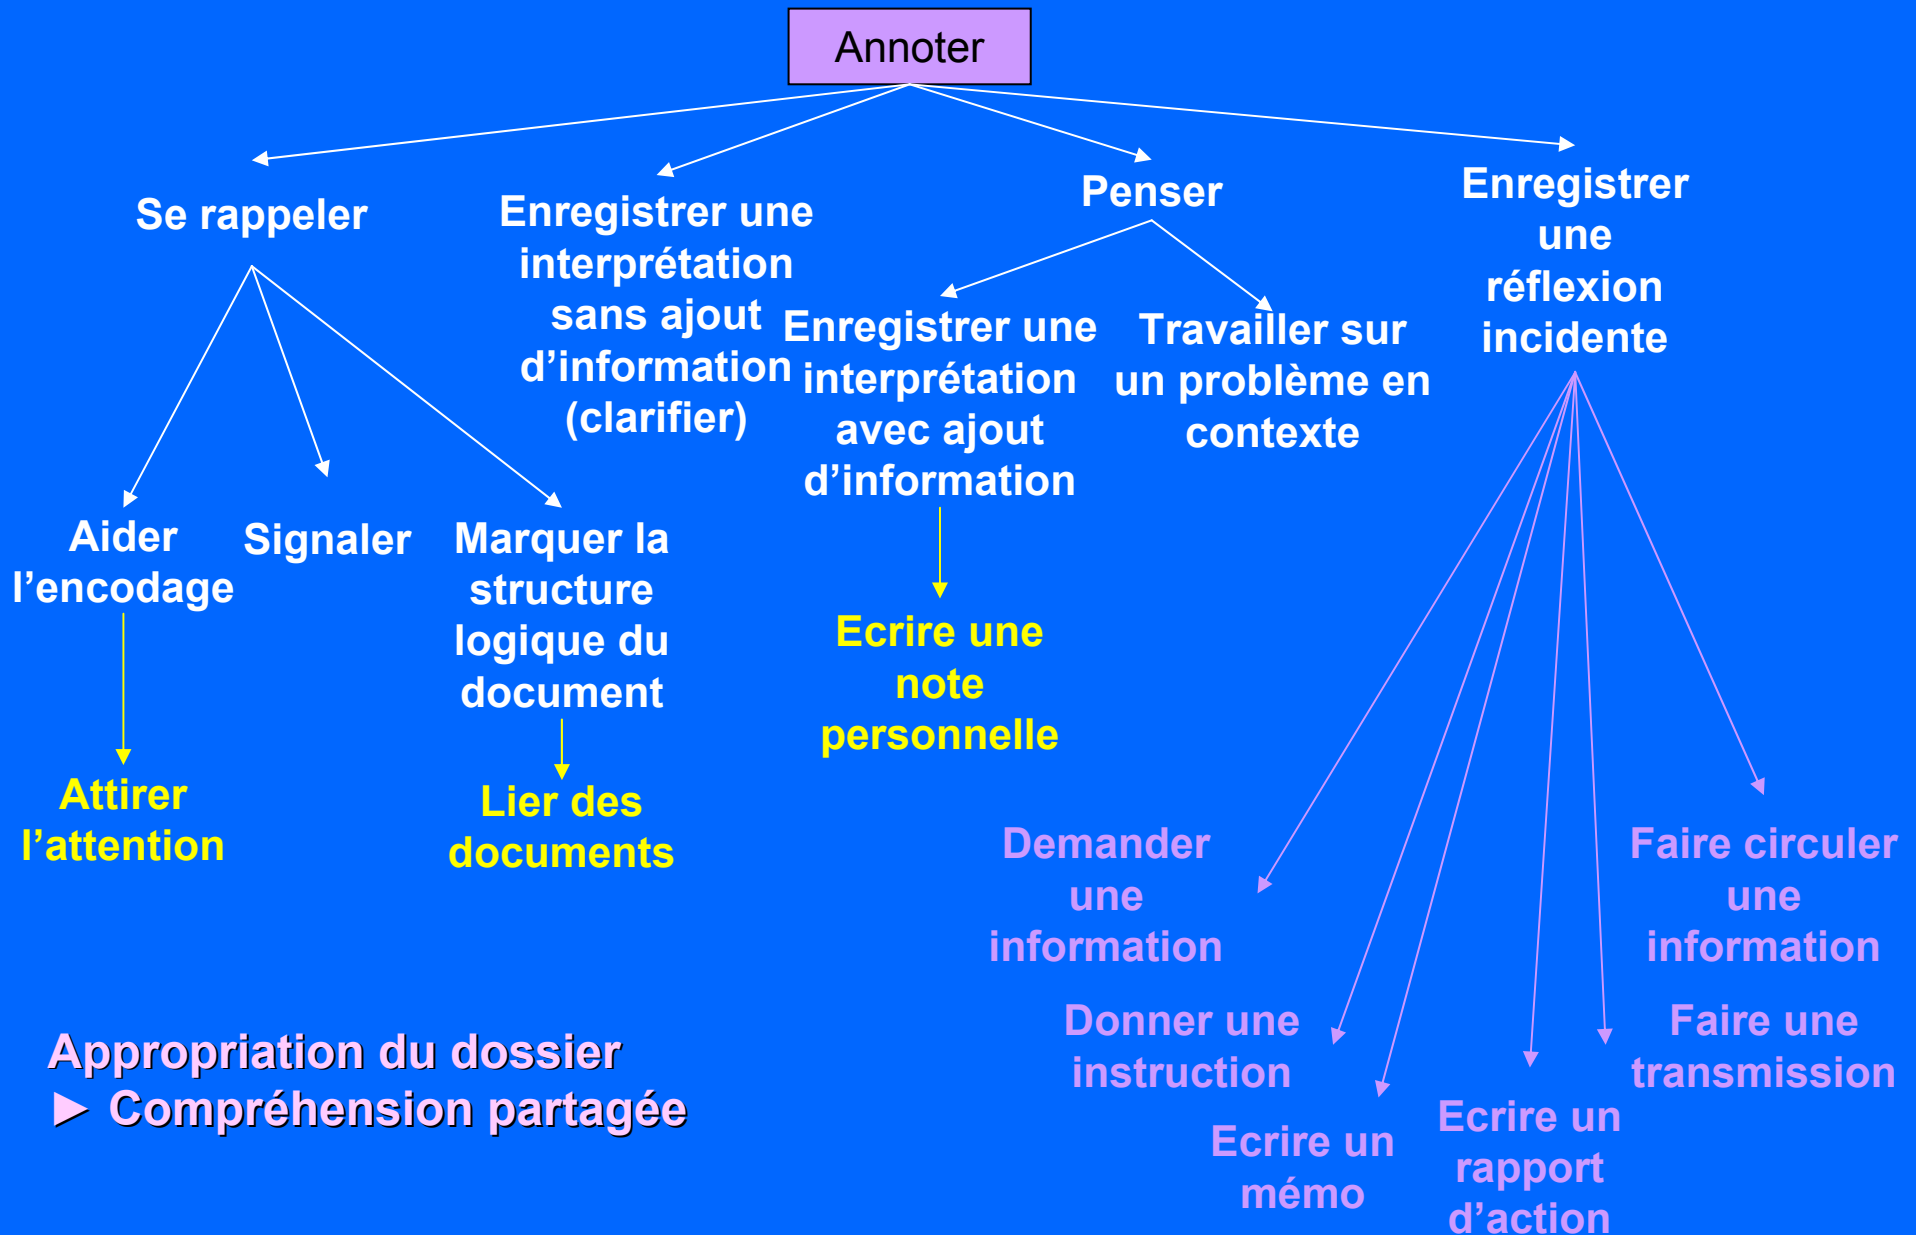 Annoter
Se rappeler
Enregistrer une
interprétation
sans ajout
d’information
(clarifier)
Penser
Enregistrer
une
réflexion
incidente
Enregistrer une
interprétation
avec ajout
d’information
Travailler sur
un problème en
contexte
Aider
l’encodage
Signaler
Marquer la
structure
logique du
document
Ecrire une
note
personnelle
Attirer
l’attention
Lier des
documents
Demander
une
information
Faire circuler
une
information
Donner une
instruction
Faire une
transmission
Ecrire un
mémo
Ecrire un
rapport
d’action
Appropriation du dossier
► Compréhension partagée